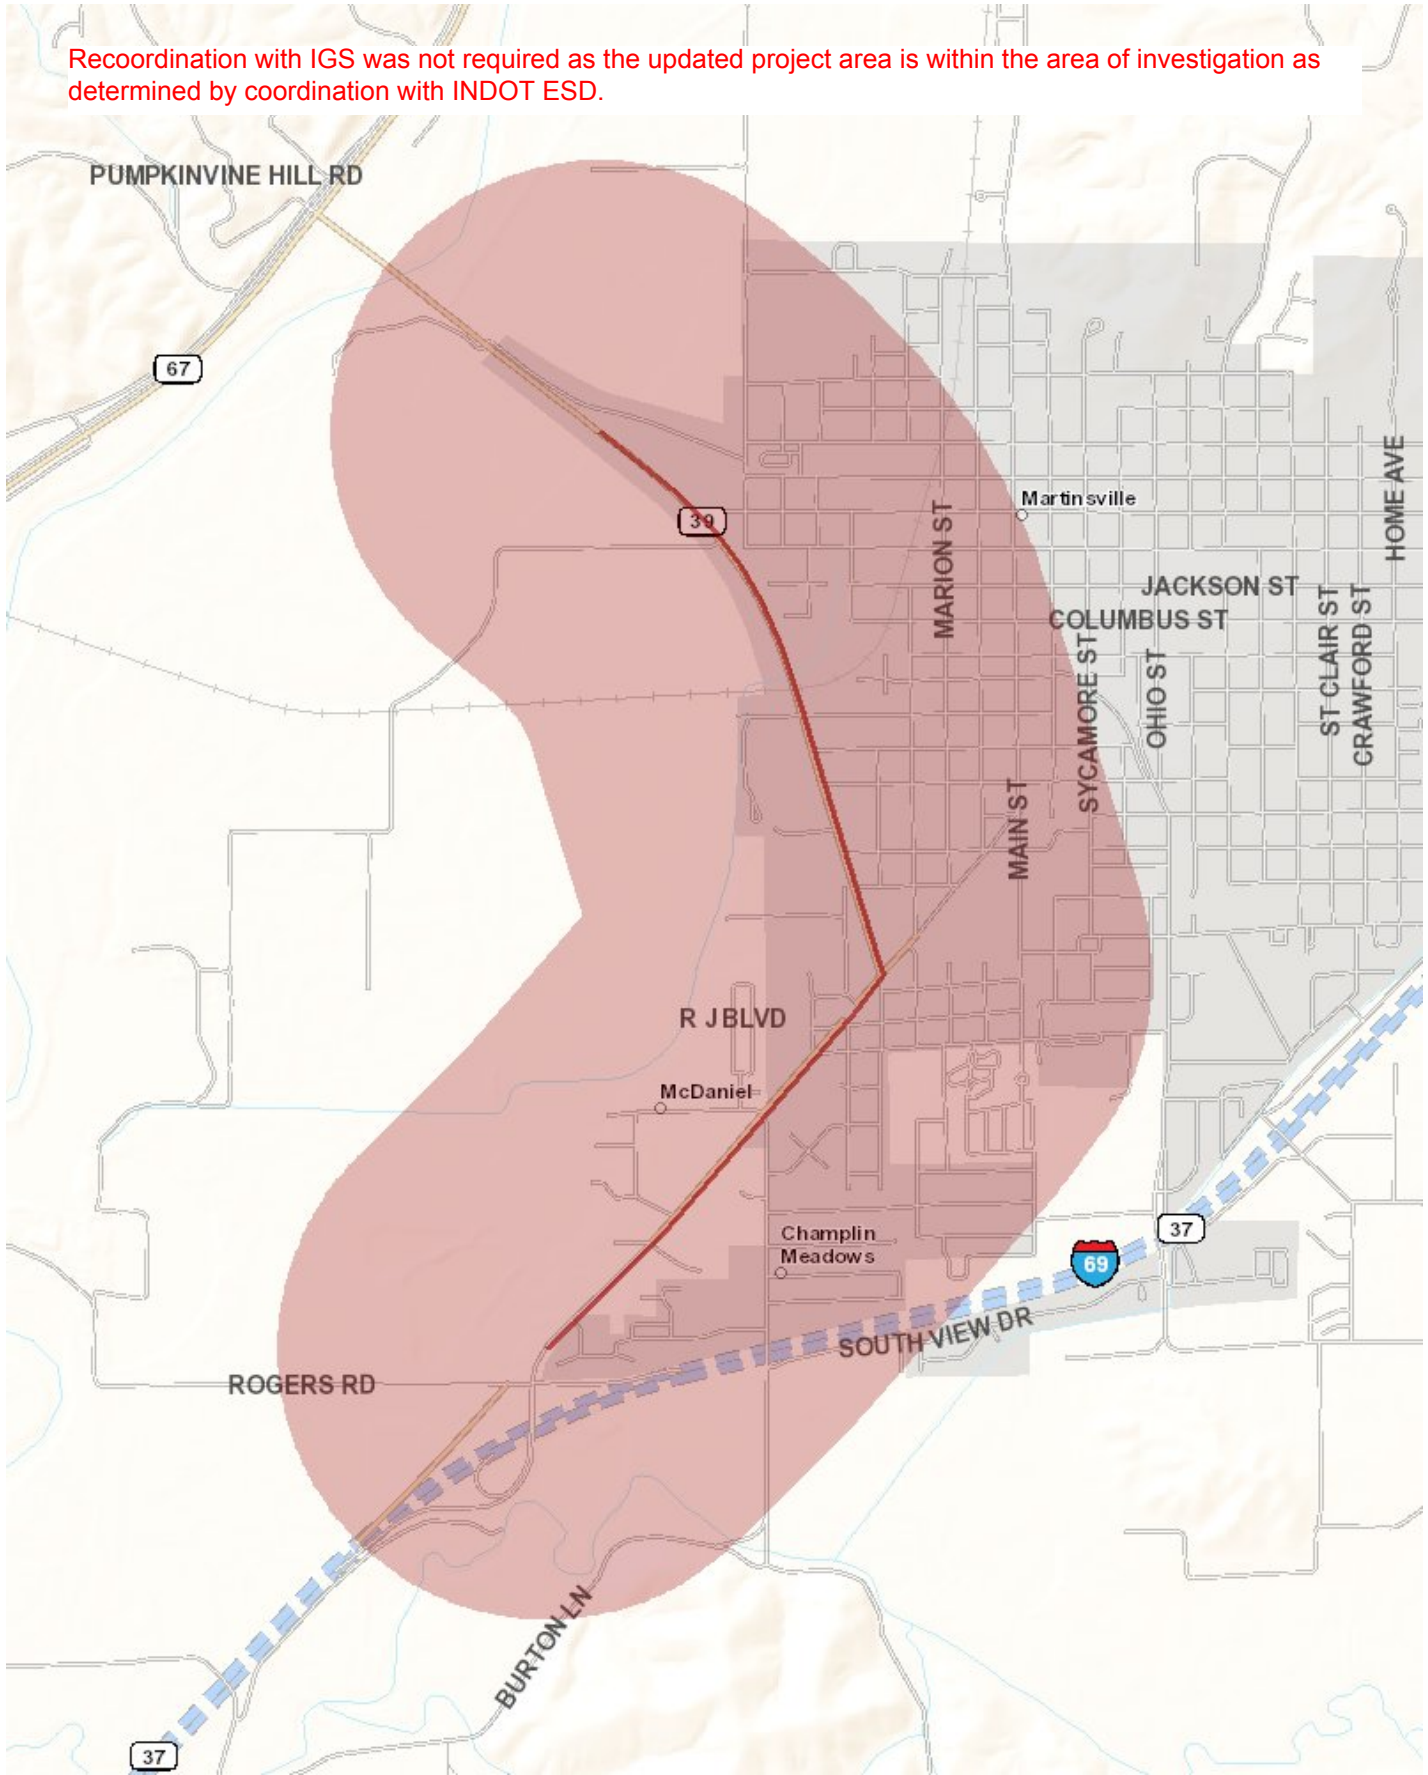 Recoordination with IGS was not required as the updated project area is within the area of investigation as
determined by coordination with INDOT ESD.
PUMPKINVINE HILL RD
67
HOME AVE
Martinsville
39
MARION ST
JACKSON ST
COLUMBUS ST
ST CLAIR ST
CRAWFORD ST
SYCAMORE ST
OHIO ST
MAIN ST
R J BLVD
McDaniel
Champlin
Meadows
37
69
SOUTH VIEW DR
ROGERS RD
BURTON LN
37